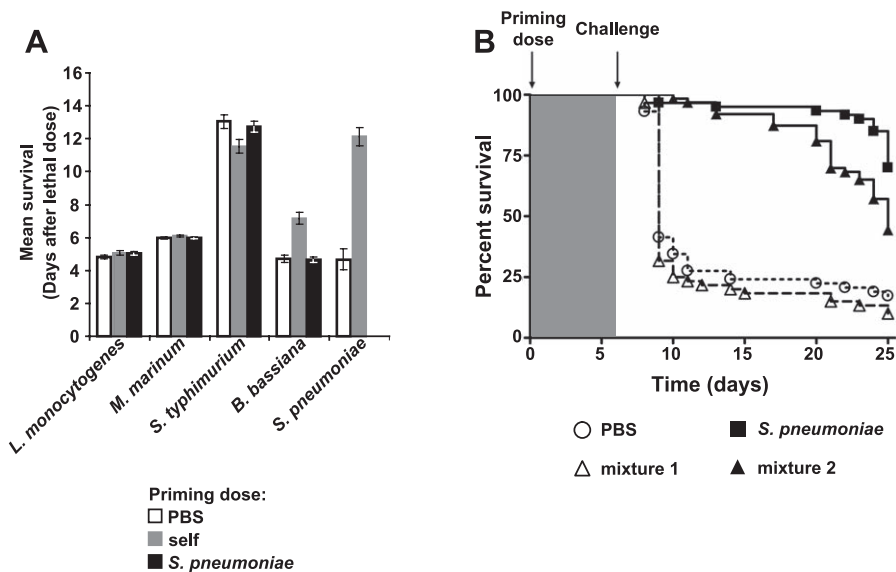 A
Mean survival
(Days after lethal dose)
16
14
12
10
8
6
4
2
0
L. monocytogenes
M. marinum
S. typhimurium
B. bassiana
S. pneumoniae
Priming dose:
PBS
self
S. pneumoniae
B
Priming
dose
Challenge
Percent survival
100
75
50
25
0
0
5
10
15
20
25
Time (days)
PBS
S. pneumoniae
mixture 1
mixture 2